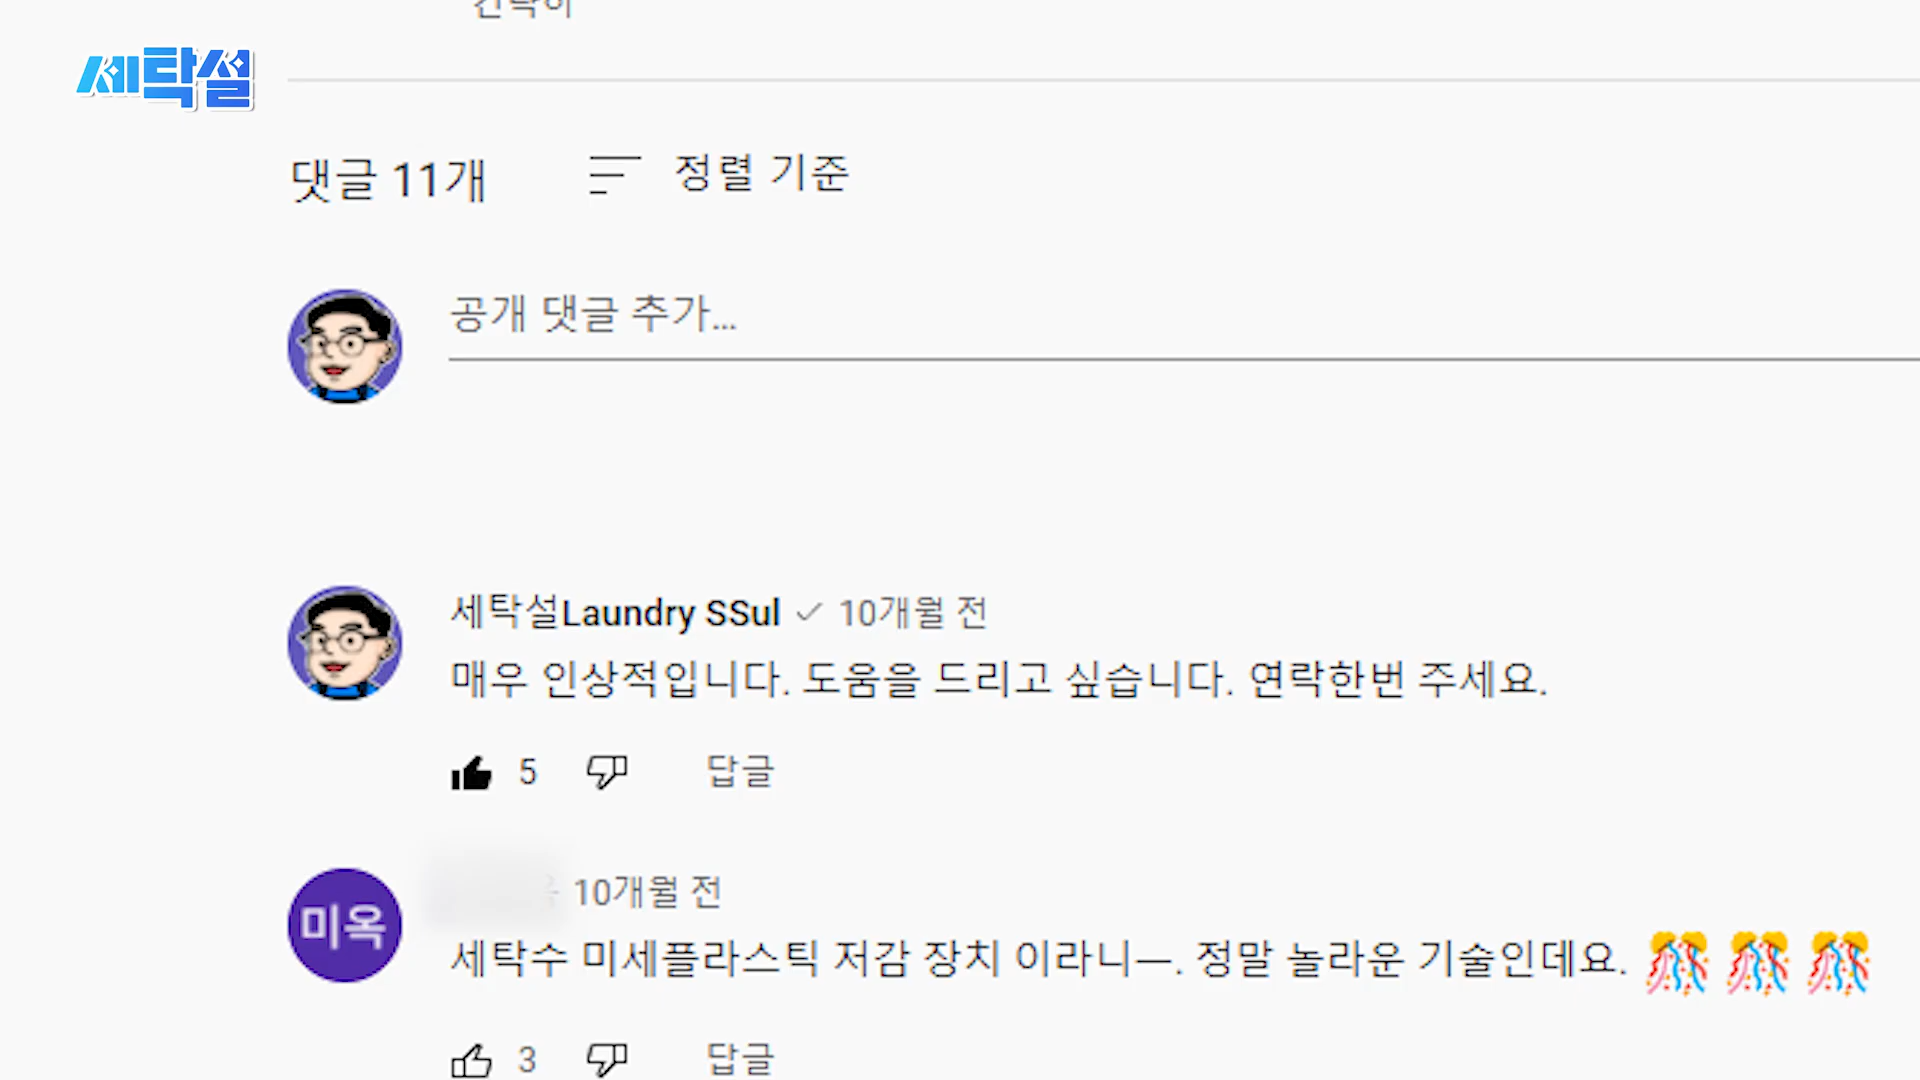 세탁설
댓글 11개
정렬 기준
공개 댓글 추가...
세탁설Laundry SSul 10개월 전
매우 인상적입니다. 도움을 드리고 싶습니다. 연락한번 주세요.
5 답글
미옥
10개월 전
세탁수 미세플라스틱 저감 장치 이라니ㅡ. 정말 놀라운 기술인데요. 🎊🎊🎊
3 답글